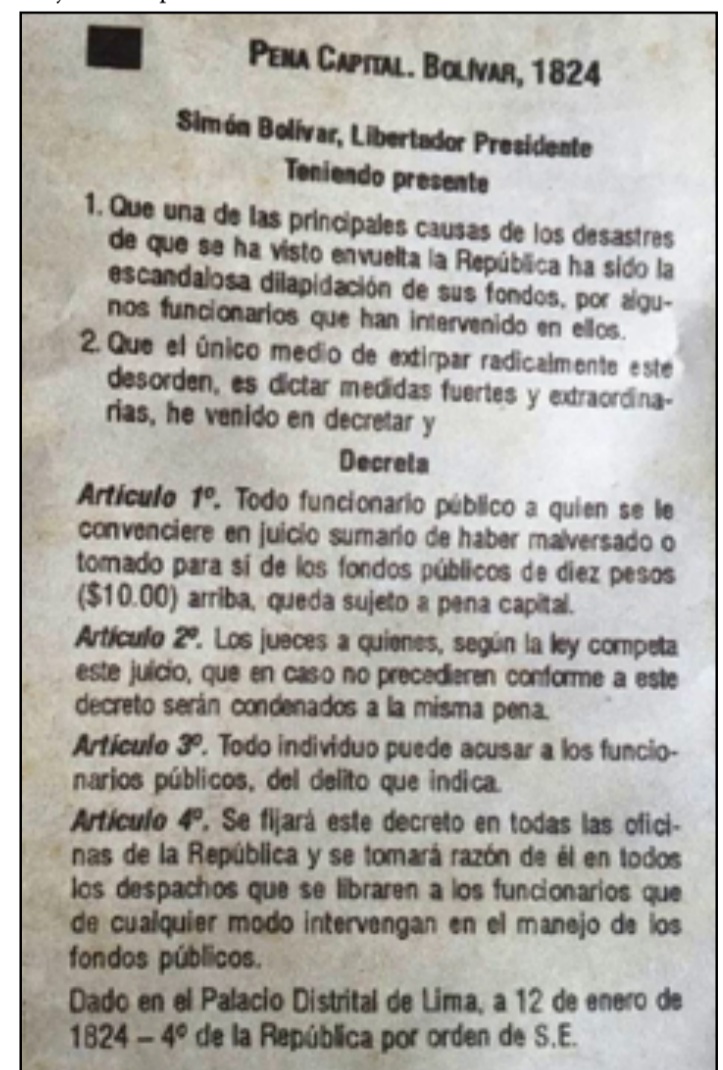 PENA CAPITAL. BOLÍVAR, 1824
Simón Bolívar, Libertador Presidente
Teniendo presente
1. Que una de las principales causas de los desastres
de que se ha visto envuelta la República ha sido la
escandalosa dilapidación de sus fondos, por algu-
nos funcionarios que han intervenido en ellos.
2. Que el único medio de extirpar radicalmente este
desorden, es dictar medidas fuertes y extraordina-
rias, he venido en decretar y
Decreta
Artículo 1º. Todo funcionario público a quien se le
convenciere en juicio sumario de haber malversado o
tomado para sí de los fondos públicos de diez pesos
($10.00) arriba, queda sujeto a pena capital.
Artículo 2º. Los jueces a quienes, según la ley competa
este juicio, que en caso no precedieren conforme a este
decreto serán condenados a la misma pena.
Artículo 3º. Todo individuo puede acusar a los funcio-
narios públicos, del delito que indica.
Artículo 4º. Se fijará este decreto en todas las ofici-
nas de la República y se tomará razón de él en todos
los despachos que se libraren a los funcionarios que
de cualquier modo intervengan en el manejo de los
fondos públicos.
Dado en el Palacio Distrital de Lima, a 12 de enero de
1824 – 4º de la República por orden de S.E.